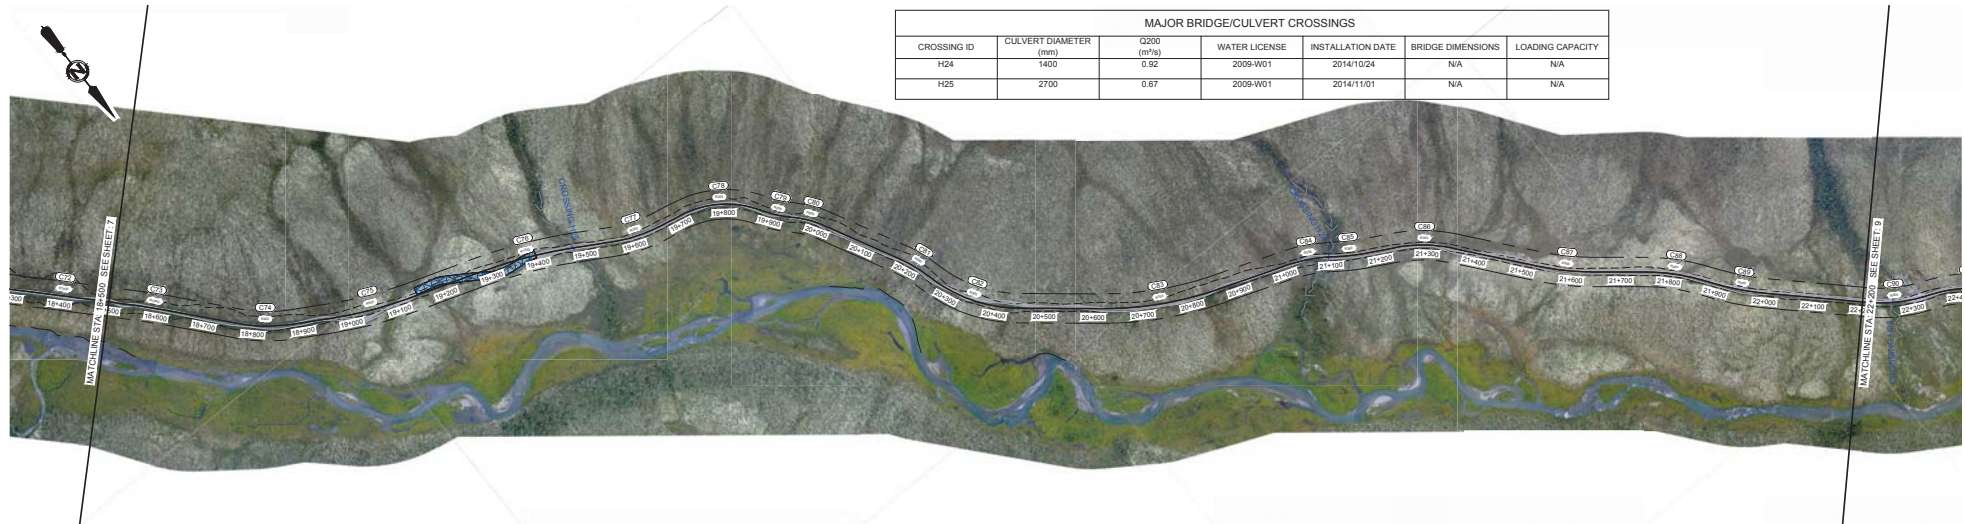 MAJOR BRIDGE/CULVERT CROSSINGS
CROSSING ID CULVERT DIAMETER (mm) Q200 (m³/s) WATER LICENSE INSTALLATION DATE BRIDGE DIMENSIONS LOADING CAPACITY
H24 1400 0.92 2009-W01 2014/10/24 N/A N/A
H25 2700 0.67 2009-W01 2014/11/01 N/A N/A
N
MATCHLINE STA: 18+500 SEE SHEET: 7
MATCHLINE STA: 22+200 SEE SHEET: 9
C72
C73
C74
C75
C76
C77
C78
C79
C80
C81
C82
C83
C84
C85
C86
C87
C88
C89
C90
18+400
18+600
18+700
18+800
18+900
19+000
19+100
19+200
19+300
19+400
19+500
19+600
19+700
19+800
19+900
20+000
20+100
20+200
20+300
20+400
20+500
20+600
20+700
20+800
20+900
21+000
21+100
21+200
21+300
21+400
21+500
21+600
21+700
21+800
21+900
22+000
22+100
22+300
CROSSING
CROSSING
CROSSING